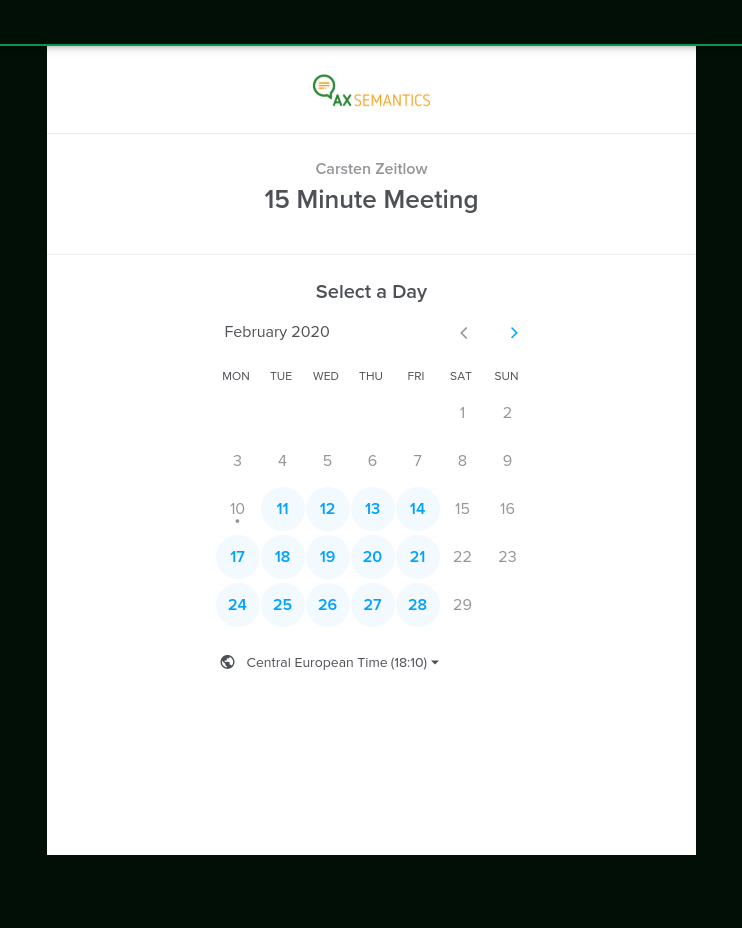 AX SEMANTICS
Carsten Zeitlow
15 Minute Meeting
Select a Day
February 2020
MON TUE WED THU FRI SAT SUN
1 2
3 4 5 6 7 8 9
10 11 12 13 14 15 16
17 18 19 20 21 22 23
24 25 26 27 28 29
Central European Time (18:10)